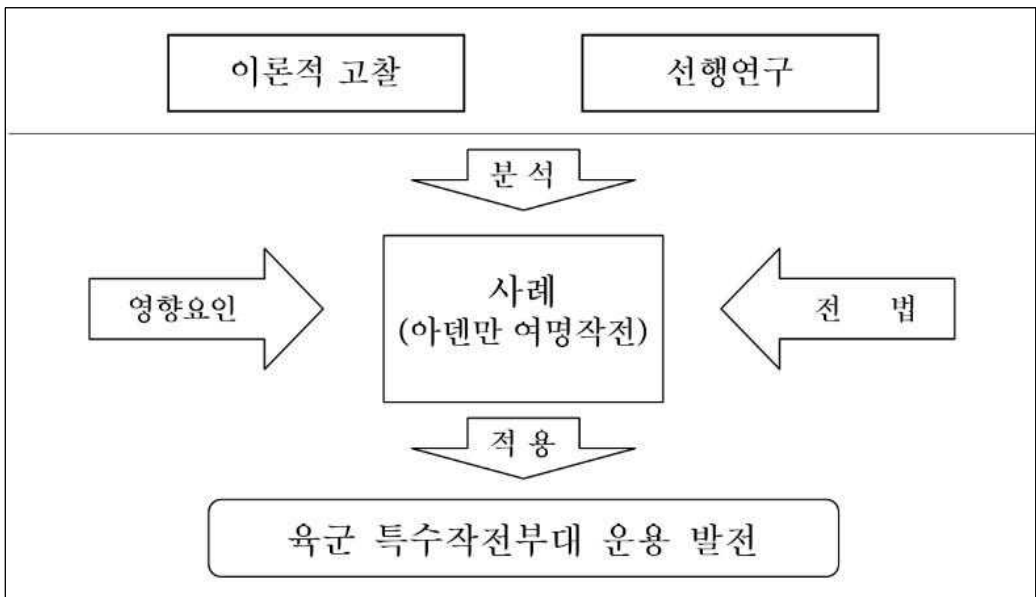 이론적 고찰
선행연구
분 석
영향요인
사례
(아덴만 여명작전)
전 법
적 용
육군 특수작전부대 운용 발전